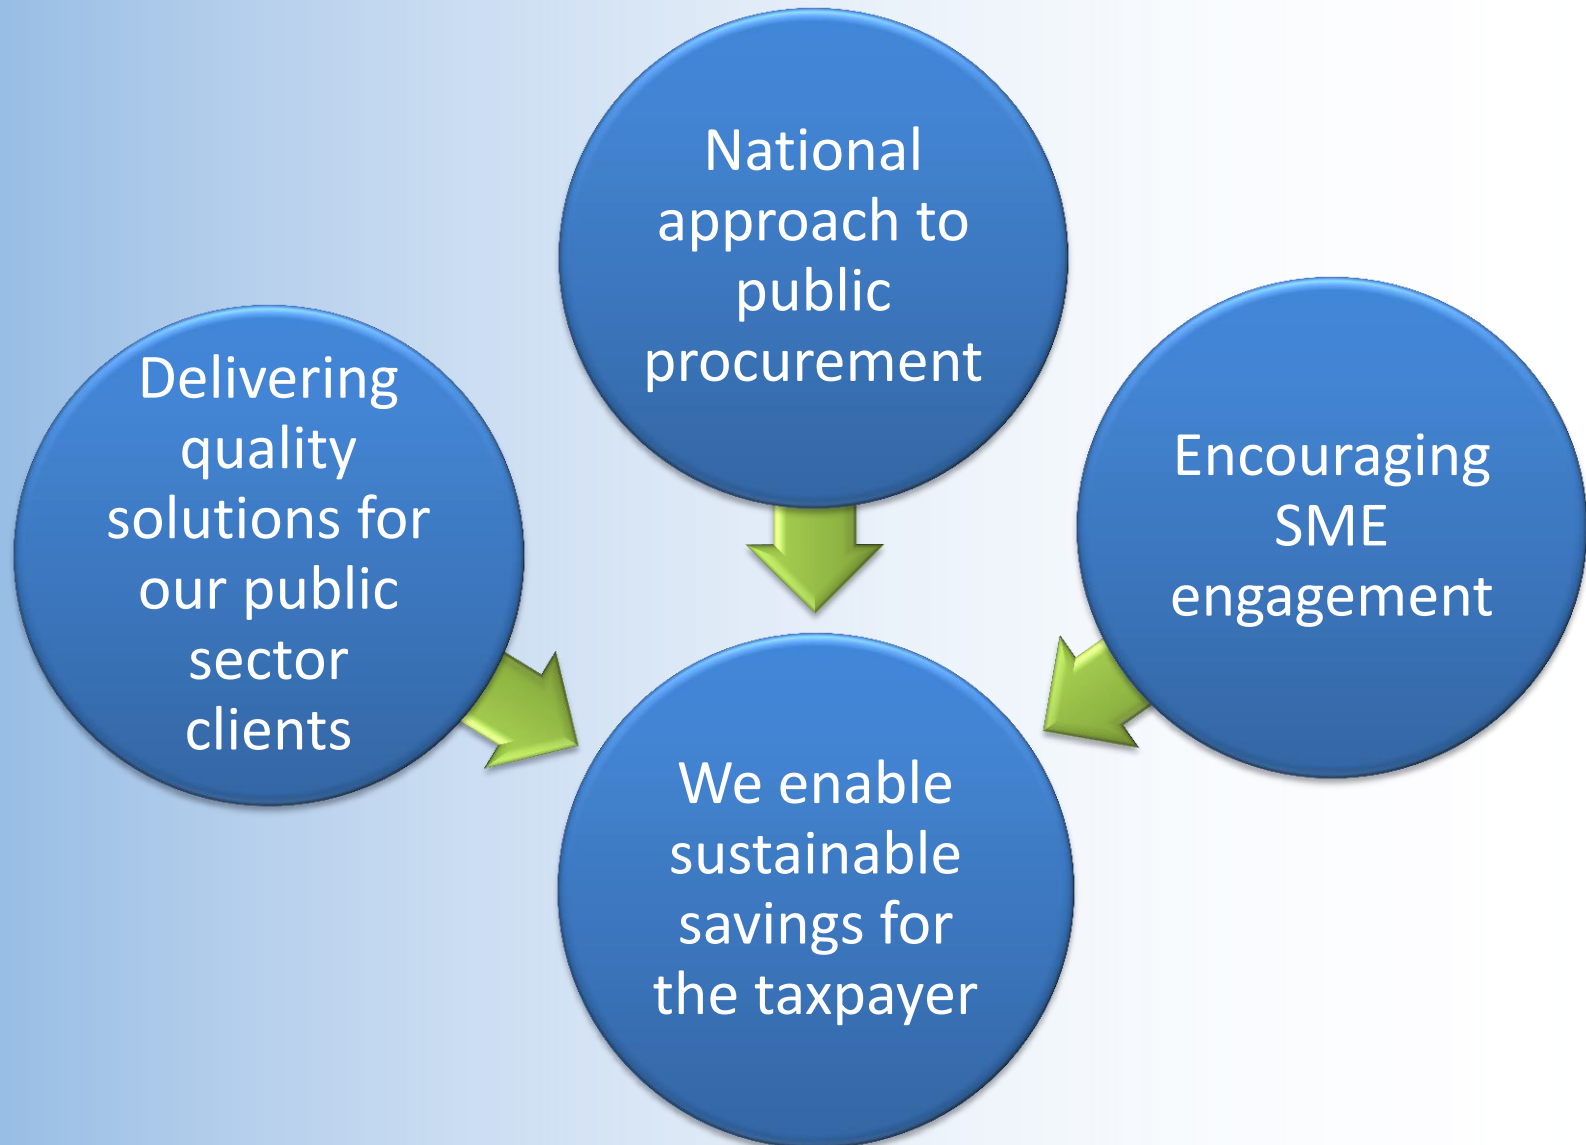 National
approach to
public
procurement
Delivering
quality
solutions for
our public
sector
clients
Encouraging
SME
engagement
We enable
sustainable
savings for
the taxpayer